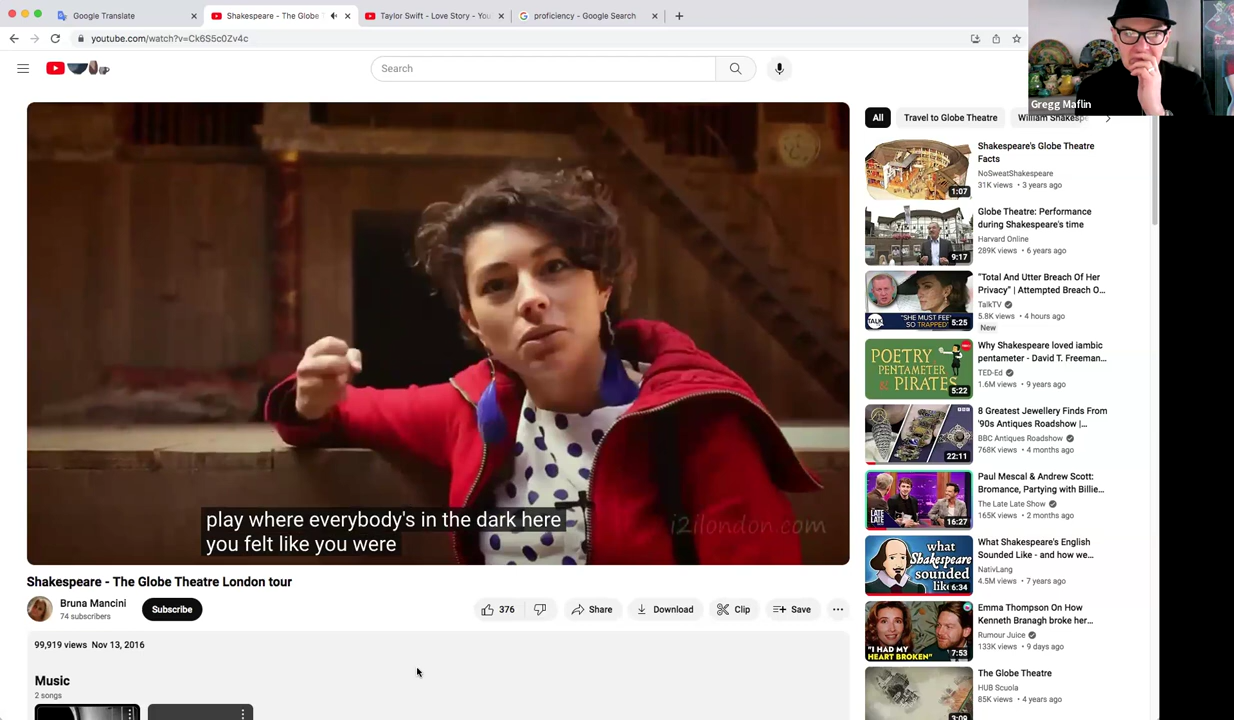 Google Translate
Shakespeare - The Globe T
Taylor Swift - Love Story - You
proficiency - Google Search
youtube.com/watch?v=Ck6S5c0Zv4c
Search
Gregg Maflin
play where everybody's in the dark here
you felt like you were
i2ilondon.com
Shakespeare - The Globe Theatre London tour
Bruna Mancini
74 subscribers
Subscribe
376
Share
Download
Clip
Save
99,919 views Nov 13, 2016
Music
2 songs
All
Travel to Globe Theatre
William Shakespe
Shakespeare's Globe Theatre
Facts
NoSweatShakespeare
31K views • 3 years ago
1:07
Globe Theatre: Performance
during Shakespeare's time
Harvard Online
289K views • 6 years ago
9:17
"Total And Utter Breach Of Her
Privacy" | Attempted Breach O...
TalkTV
5.8K views • 4 hours ago
New
TALK
"SHE MUST FEEL
SO TRAPPED"
5:25
Why Shakespeare loved iambic
pentameter - David T. Freeman...
TED-Ed
1.6M views • 9 years ago
POETRY
PENTAMETER
& PIRATES
5:22
8 Greatest Jewellery Finds From
'90s Antiques Roadshow |...
BBC Antiques Roadshow
768K views • 4 months ago
22:11
Paul Mescal & Andrew Scott:
Bromance, Partying with Billie...
The Late Late Show
165K views • 2 months ago
LATE
LATE
16:27
What Shakespeare's English
Sounded Like - and how we...
NativLang
4.5M views • 7 years ago
what
Shakespeare
sounded
like
6:34
Emma Thompson On How
Kenneth Branagh broke her...
Rumour Juice
133K views • 9 days ago
"I HAD MY
HEART BROKEN"
7:53
The Globe Theatre
HUB Scuola
85K views • 4 years ago
3:09